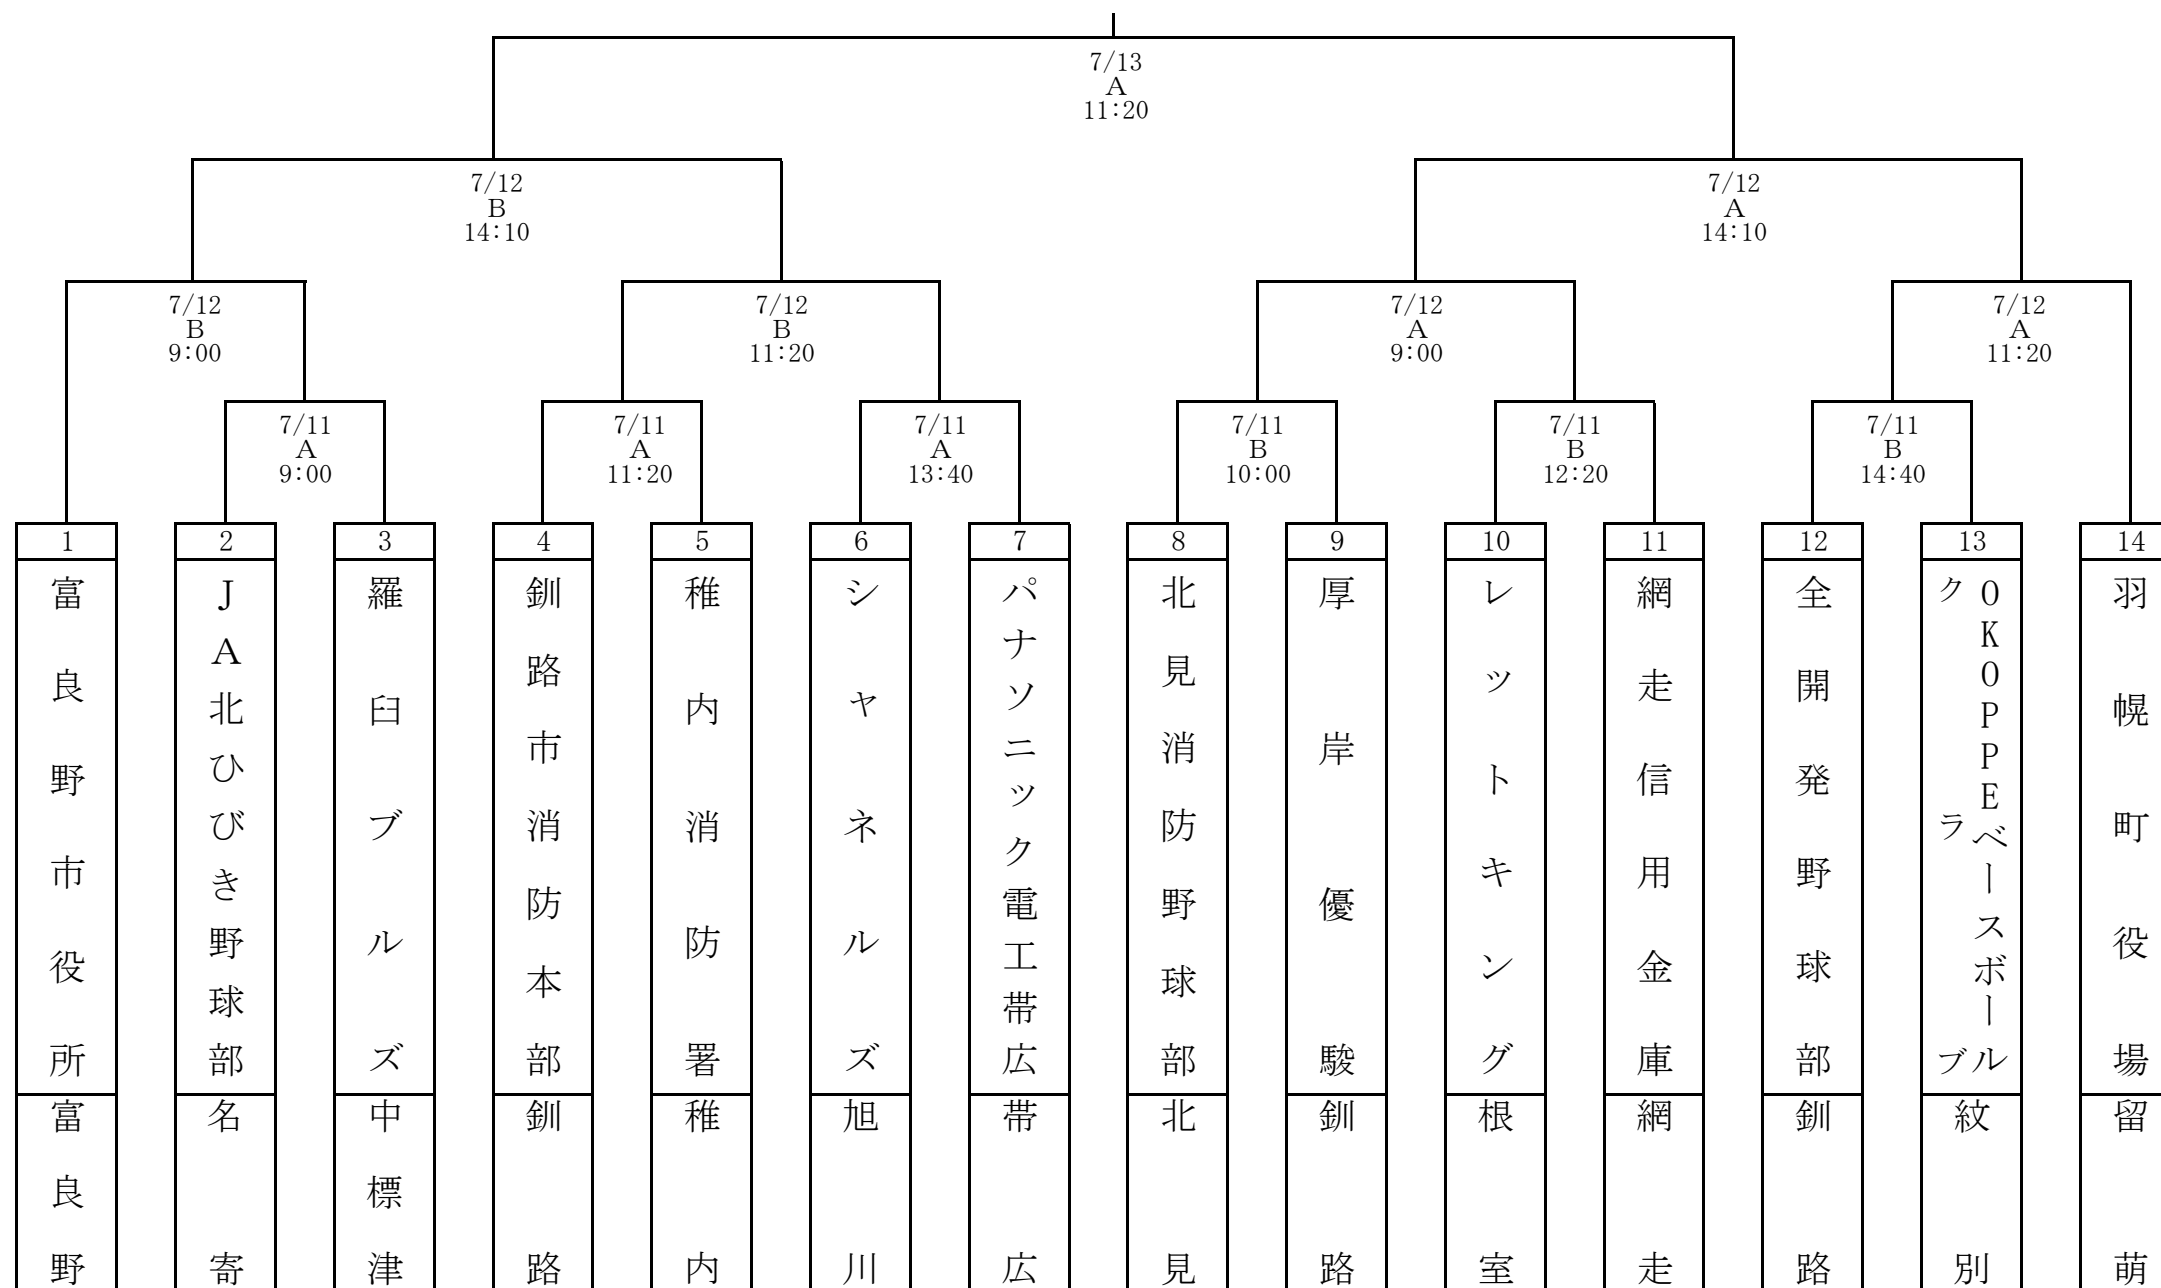 7/13
A
11:20
7/12
B
14:10
7/12
A
14:10
7/12
B
9:00
7/12
B
11:20
7/12
A
9:00
7/12
A
11:20
7/11
A
9:00
7/11
A
11:20
7/11
A
13:40
7/11
B
10:00
7/11
B
12:20
7/11
B
14:40
1
富良野市役所
富良野
2
JA北ひびき野球部
名寄
3
羅臼ブルズ
中標津
4
釧路市消防本部
釧路
5
稚内消防署
稚内
6
シャネルズ
旭川
7
パナソニック電工帯広
帯広
8
北見消防野球部
北見
9
厚岸優駿
釧路
10
レットキング
根室
11
網走信用金庫
網走
12
全開発野球部
釧路
13
OKOPPEベースボール
クラブ
紋別
14
羽幌町役場
留萌